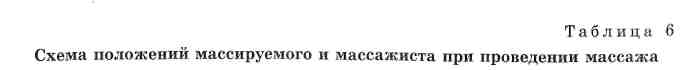 Таблица 6
Схема положений массируемого и массажиста при проведении массажа